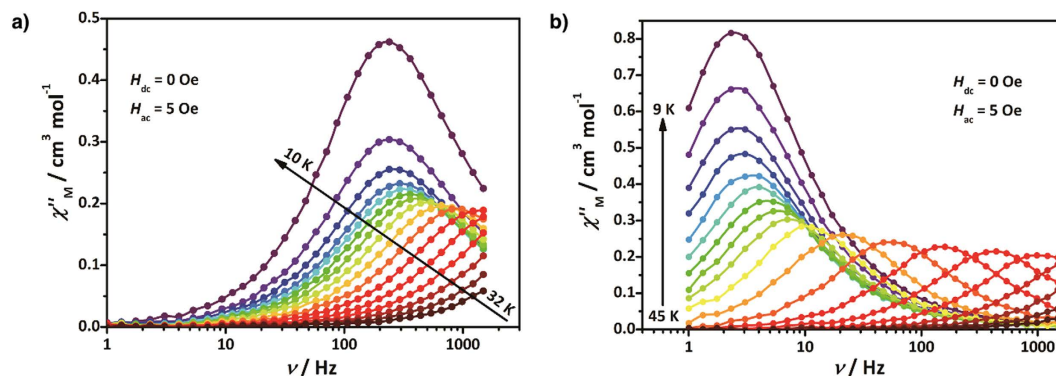 a)
0.5
0.4
0.3
0.2
0.1
0.0
χ″M / cm³ mol⁻¹
Hdc = 0 Oe
Hac = 5 Oe
10 K
32 K
1
10
100
1000
ν / Hz
b)
0.8
0.7
0.6
0.5
0.4
0.3
0.2
0.1
0.0
χ″M / cm³ mol⁻¹
Hdc = 0 Oe
Hac = 5 Oe
9 K
45 K
1
10
100
1000
ν / Hz